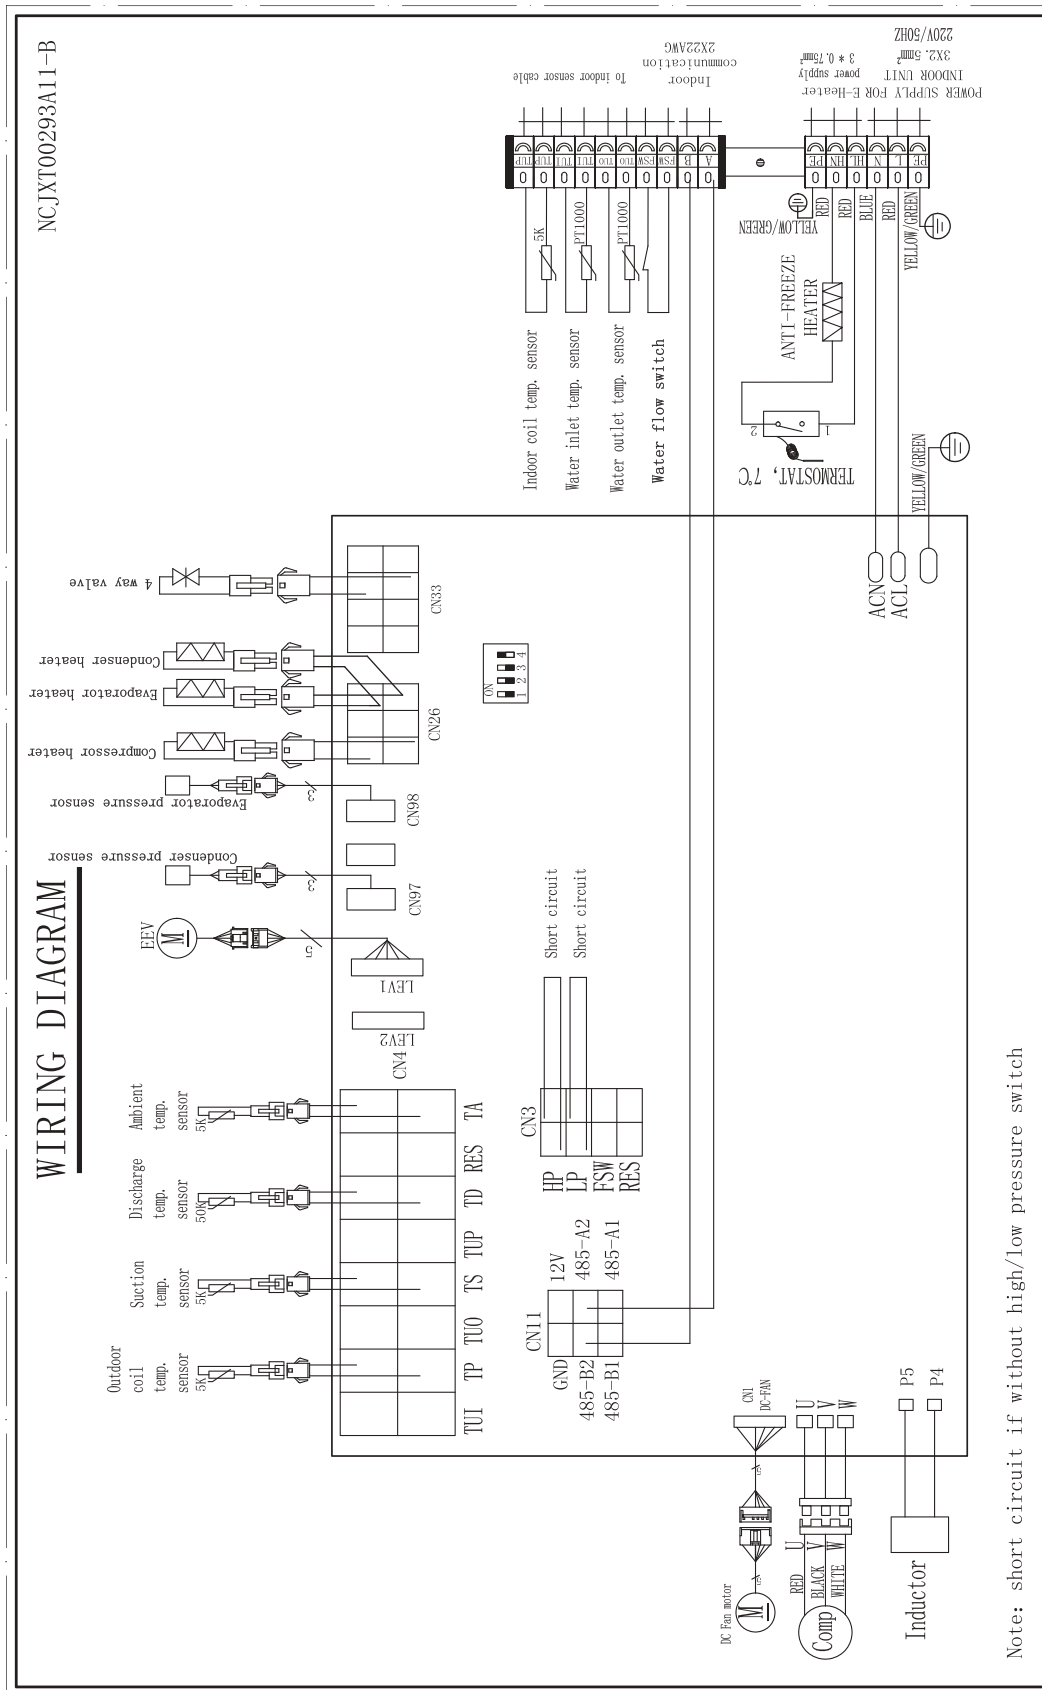 WIRING DIAGRAM
NCJXT00293A11-B
Outdoor
coil
temp.
sensor
5K
Suction
temp.
sensor
5K
Discharge
temp.
sensor
50K
Ambient
temp.
sensor
5K
EEV
M
5
Condenser pressure sensor
3
Evaporator pressure sensor
3
Compressor heater
Evaporator heater
Condenser heater
4 way valve
TUI
TP
TUO
TS
TUP
TD
RES
TA
CN4
LEV2
LEV1
CN97
CN98
CN26
CN33
ON
1 2 3 4
CN11
GND
12V
485-B2
485-A2
485-B1
485-A1
CN3
HP
LP
FSW
RES
Short circuit
Short circuit
Indoor coil temp. sensor
5K
Water inlet temp. sensor
PT1000
Water outlet temp. sensor
PT1000
Water flow switch
TUP
TUP
TUI
TUI
TUO
TUO
FSW
FSW
B
A
To indoor sensor cable
Indoor
communication
2X22AWG
PE
HN
HL
N
L
PE
E-Heater
power supply
3 * 0.75mm²
POWER SUPPLY FOR
INDOOR UNIT
3X2.5mm²
220V/50HZ
YELLOW/GREEN
RED
RED
BLUE
RED
YELLOW/GREEN
ANTI-FREEZE
HEATER
2
1
TERMOSTAT, 7℃
ACN
ACL
YELLOW/GREEN
DC Fan motor
M
5
5
CN1
DC-FAN
Comp
RED
BLACK
WHITE
U
V
W
U
V
W
Inductor
P5
P4
Note: short circuit if without high/low pressure switch